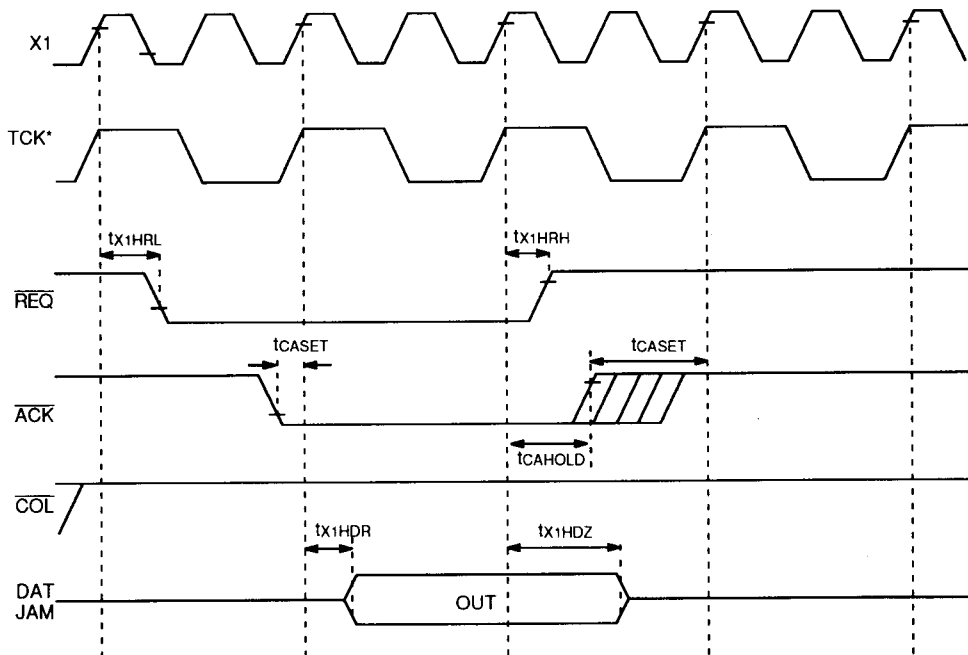 X1
TCK*
tX1HRL
tX1HRH
REQ
tCASET
tCASET
ACK
tCAHOLD
COL
tX1HDR
tX1HDZ
DAT
JAM
OUT